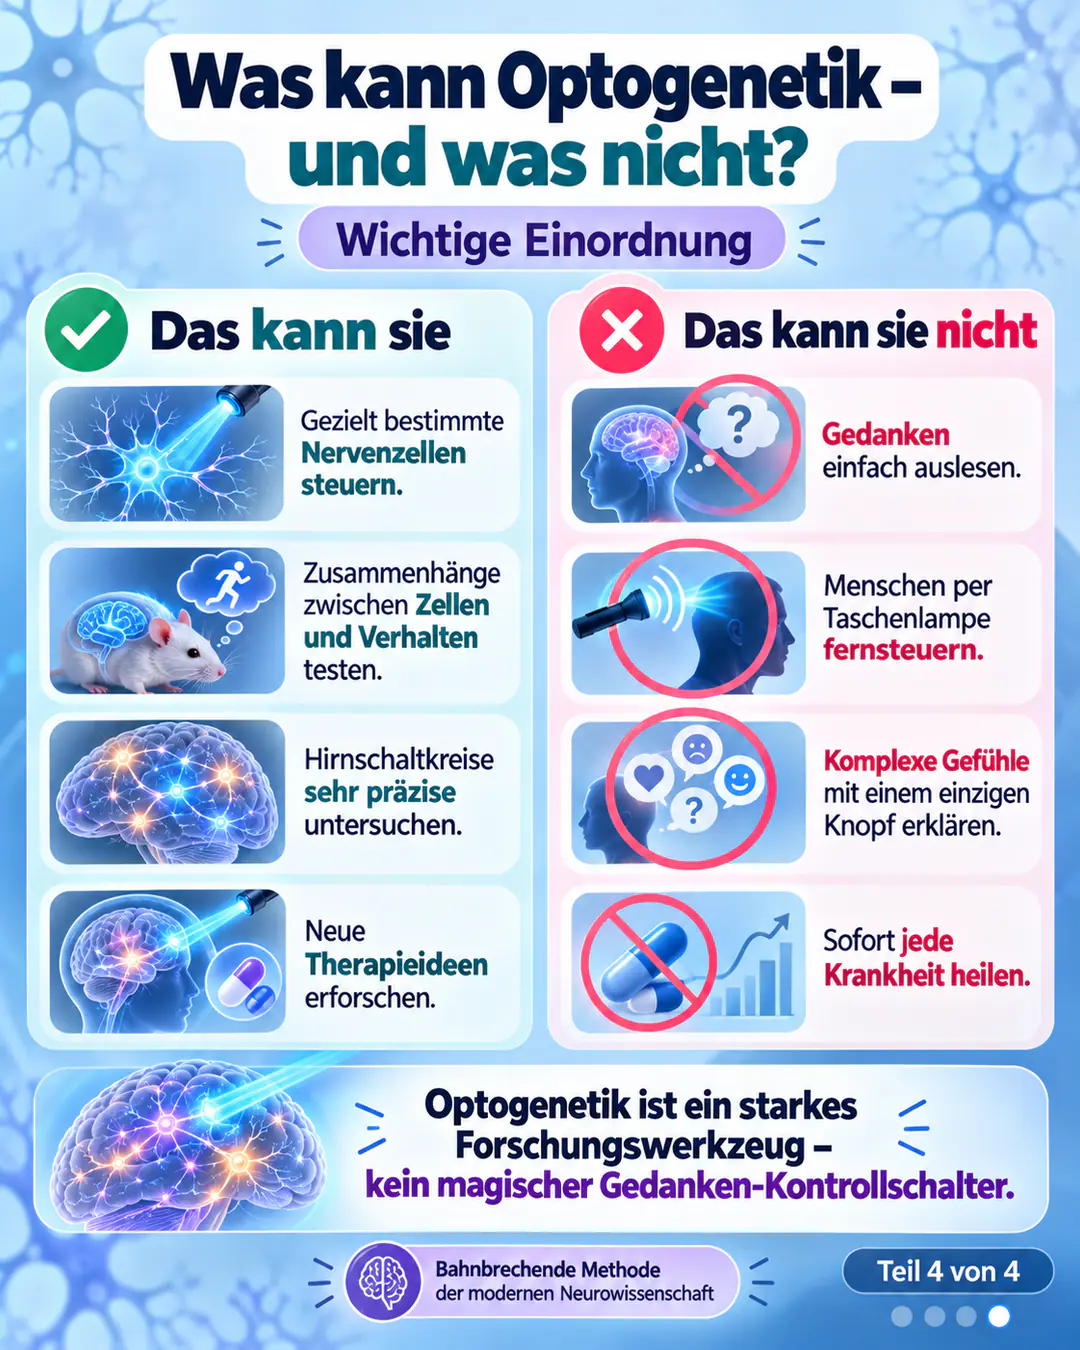 Was kann Optogenetik –
und was nicht?
Wichtige Einordnung
Das kann sie
Gezielt bestimmte
Nervenzellen
steuern.
Zusammenhänge
zwischen Zellen
und Verhalten
testen.
Hirnschaltkreise
sehr präzise
untersuchen.
Neue
Therapieideen
erforschen.
Das kann sie nicht
?
Gedanken
einfach auslesen.
Menschen per
Taschenlampe
fernsteuern.
?
Komplexe Gefühle
mit einem einzigen
Knopf erklären.
Sofort jede
Krankheit heilen.
Optogenetik ist ein starkes
Forschungswerkzeug –
kein magischer Gedanken-Kontrollschalter.
Bahnbrechende Methode
der modernen Neurowissenschaft
Teil 4 von 4